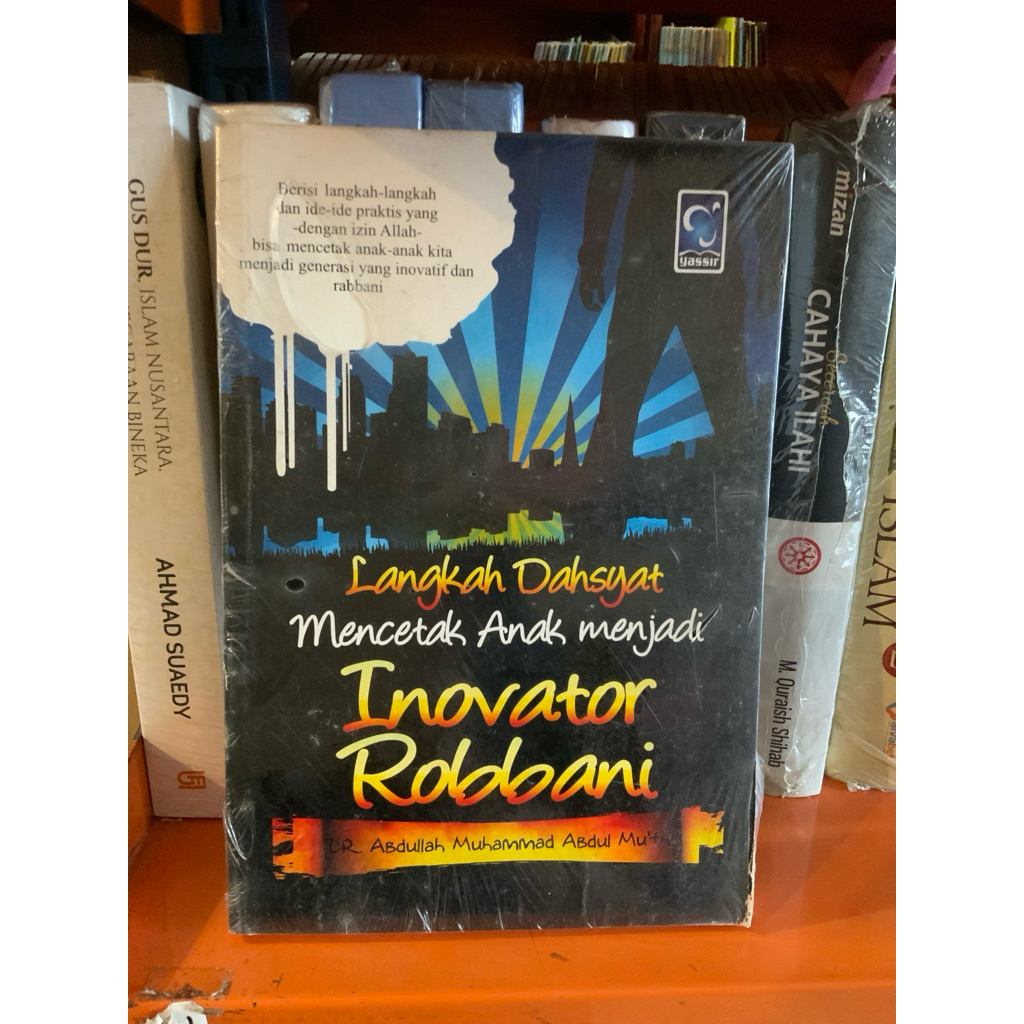 Berisi langkah-langkah
dan ide-ide praktis yang
-dengan izin Allah-
bisa mencetak anak-anak kita
menjadi generasi yang inovatif dan
rabbani
yassir
Langkah Dahsyat
Mencetak Anak menjadi
Inovator
Robbani
DR. Abdullah Muhammad Abdul
GUS DUR, ISLAM NUSANTARA,
BINEKA
AHMAD SUAEDY
mizan
Secercah
CAHAYA ILAHI
M. Quraish Shihab
ISLAM